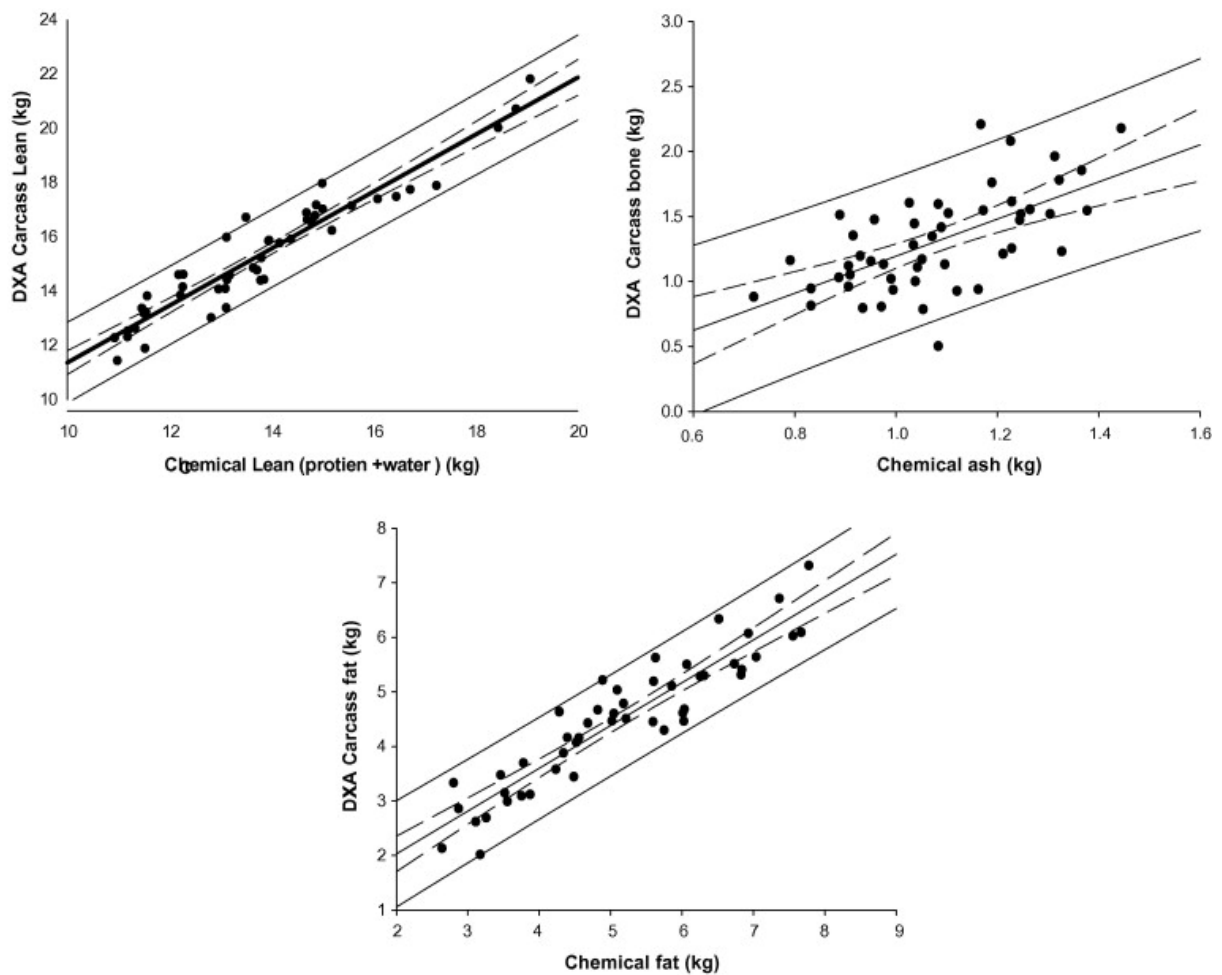 DXA Carcass Lean (kg)
24
22
20
18
16
14
12
10
10 12 14 16 18 20
Chemical Lean (protien +water ) (kg)
DXA Carcass bone (kg)
3.0
2.5
2.0
1.5
1.0
0.5
0.0
0.6 0.8 1.0 1.2 1.4 1.6
Chemical ash (kg)
DXA Carcass fat (kg)
8
7
6
5
4
3
2
1
2 3 4 5 6 7 8 9
Chemical fat (kg)